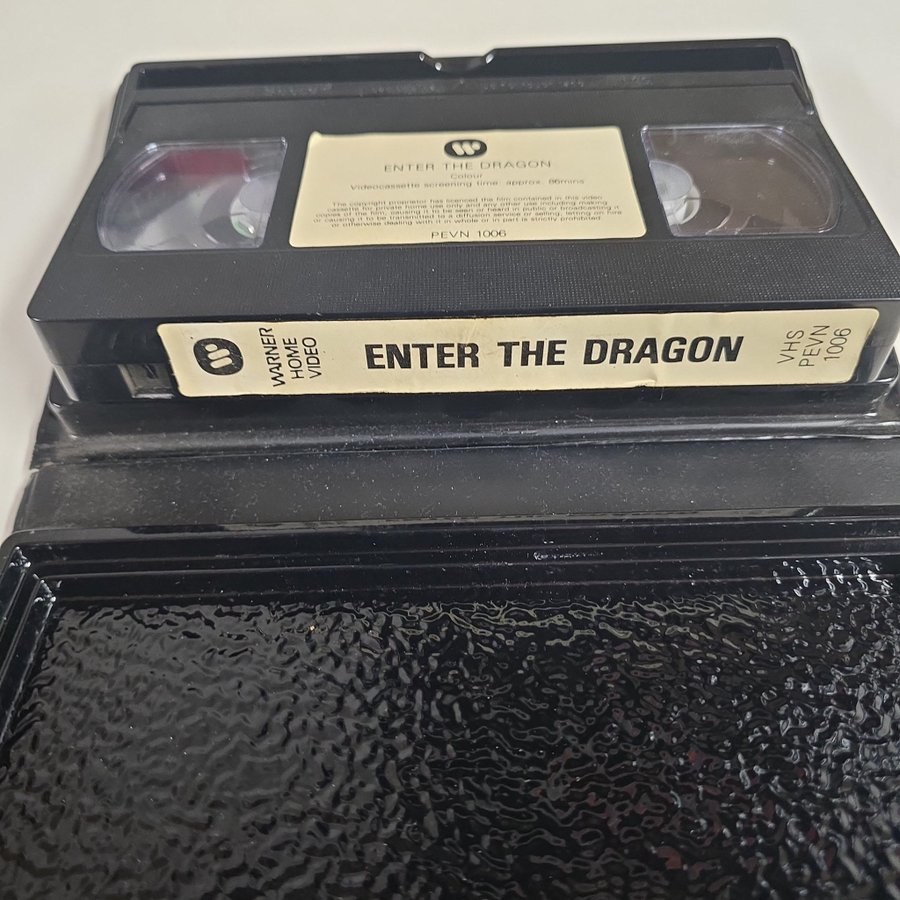 ENTER THE DRAGON
Colour
Videocassette screening time: approx. 86mins
The copyright proprietor has licenced the film contained in this video
cassette for private home use only and any other use including making
copies of the film, causing it to be seen or heard in public or broadcasting it
or causing it to be transmitted to a diffusion service or selling, letting on hire
or otherwise dealing with it in whole or in part is strictly prohibited.
PEVN 1006
WARNER
HOME
VIDEO
ENTER THE DRAGON
VHS
PEVN
1006